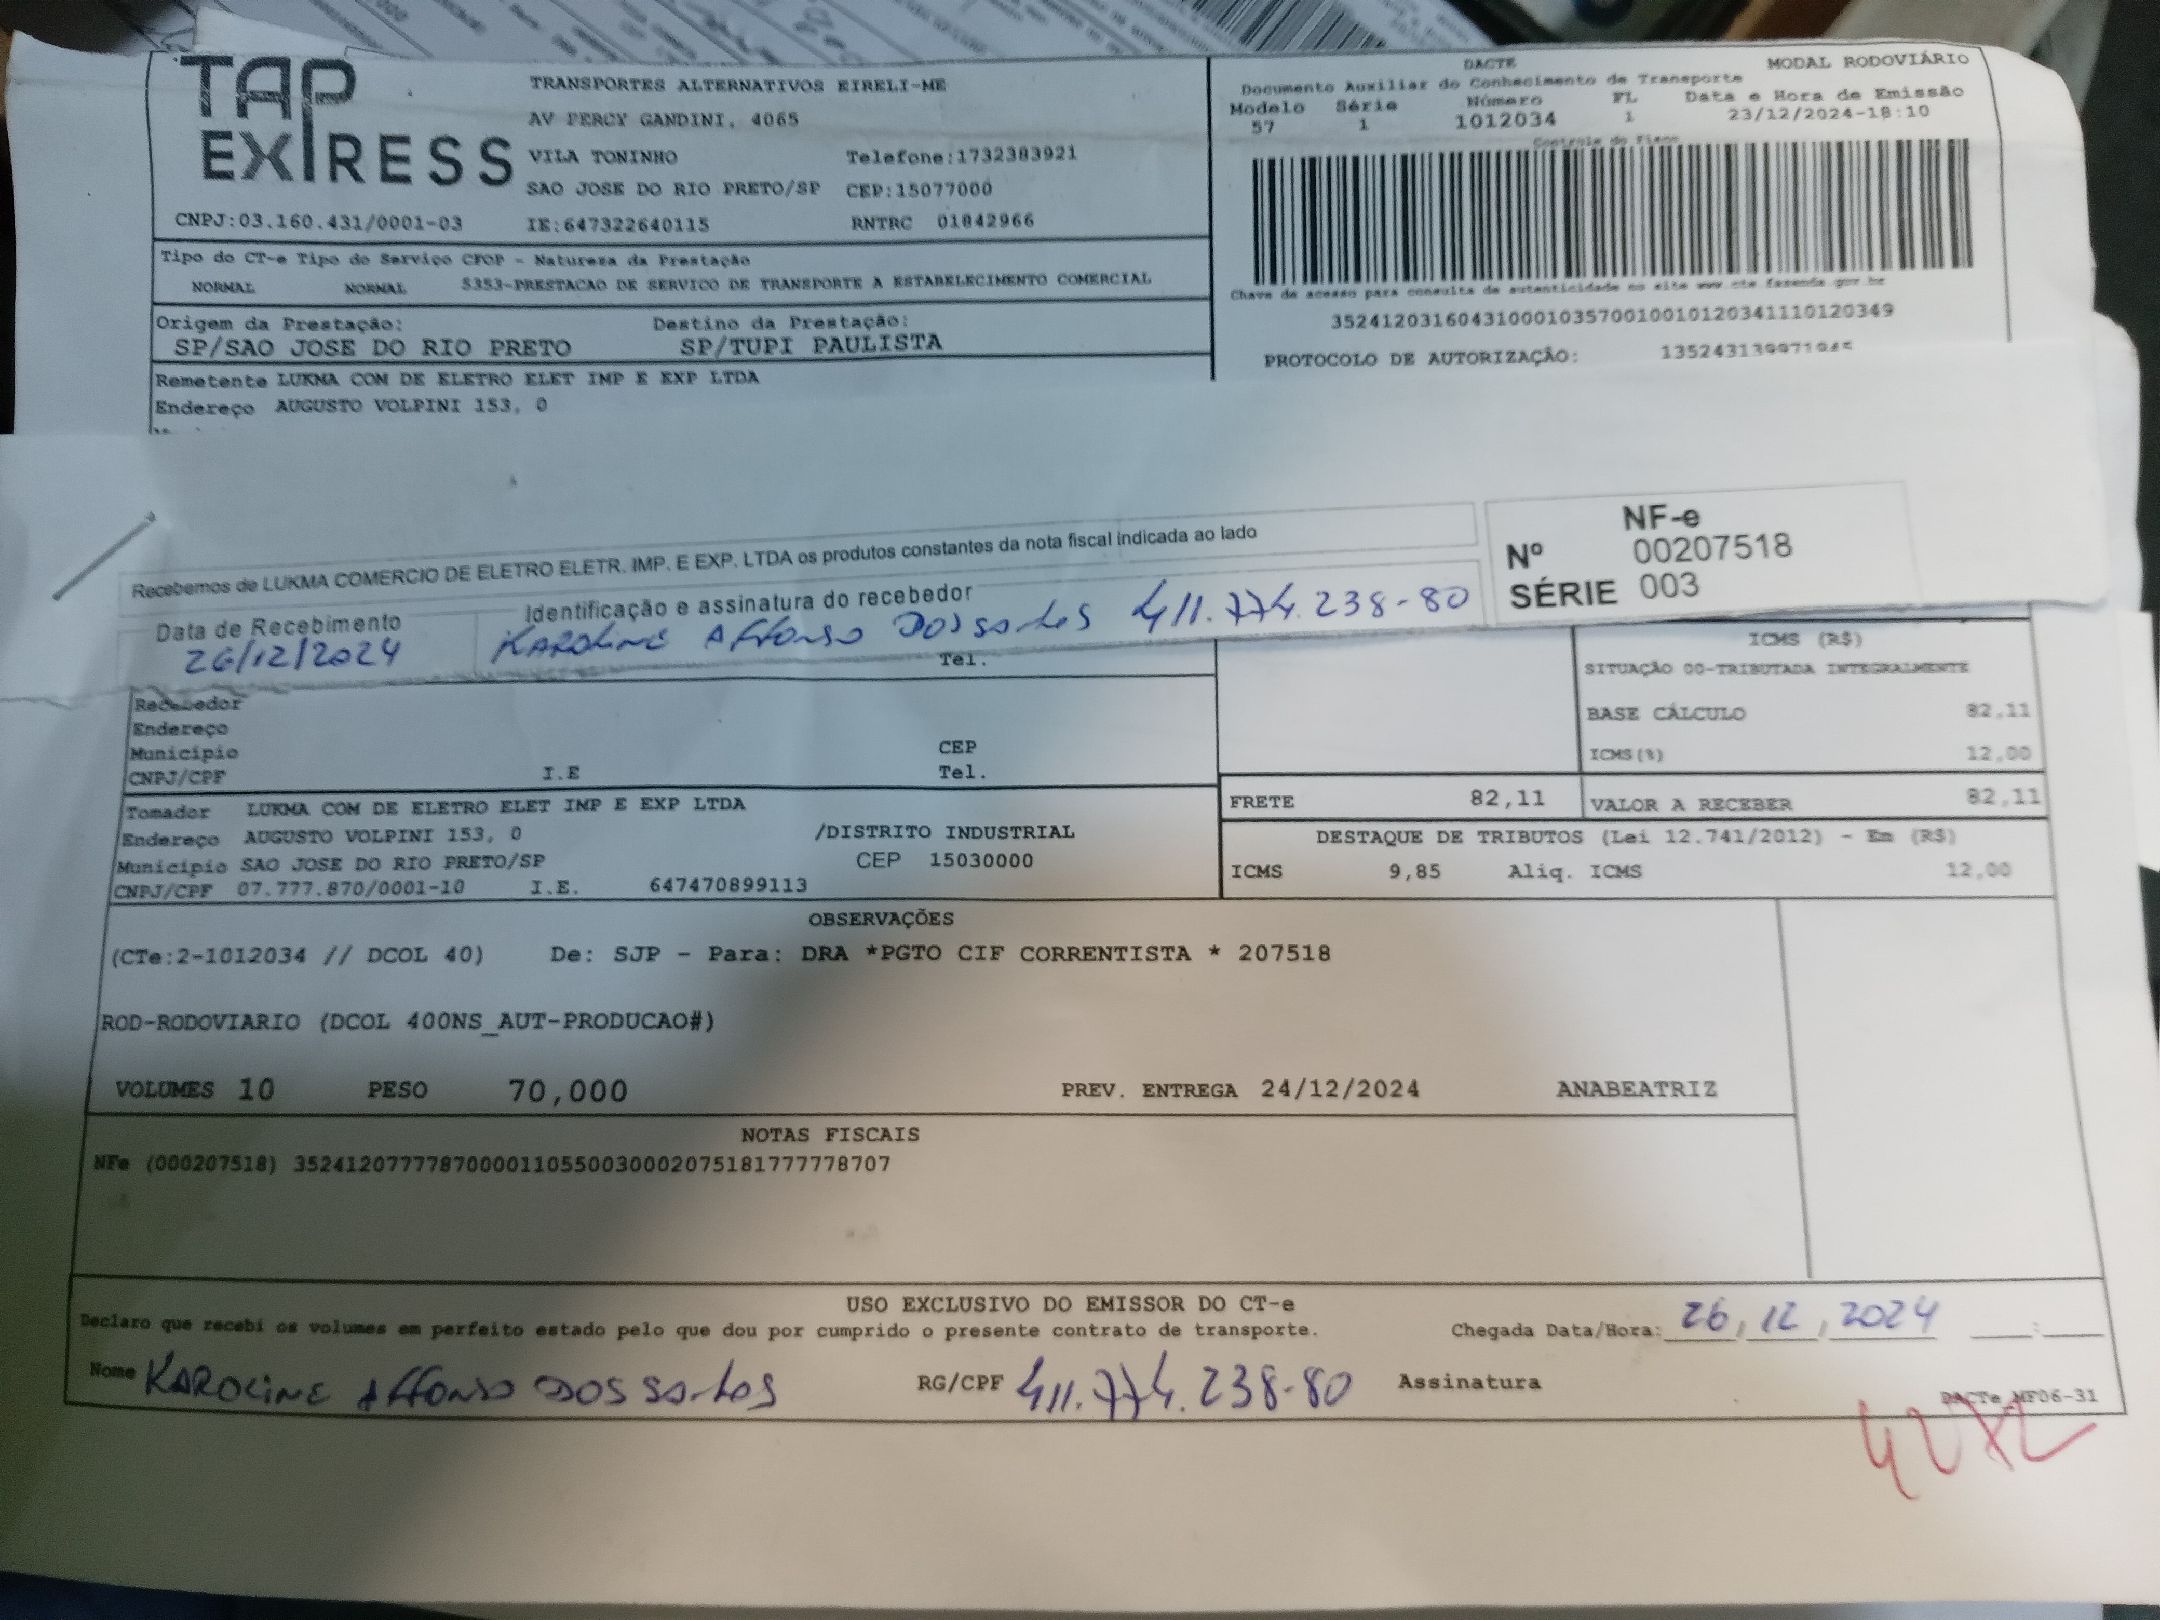 TAP EXPRESS
TRANSPORTES ALTERNATIVOS EIRELI-ME
AV PERCY GANDINI, 4065
VILA TONINHO Telefone:1732383921
SAO JOSE DO RIO PRETO/SP CEP:15077000
CNPJ:03.160.431/0001-03 IE:647322640115 RNTRC 01842966
DACTE MODAL RODOVIÁRIO
Documento Auxiliar do Conhecimento de Transporte
Modelo Série Número FL Data e Hora de Emissão
57 1 1012034 1 23/12/2024-18:10
Controle do Fisco
Chave de acesso para consulta de autenticidade no site www.cte.fazenda.gov.br
35241203160431000103570010010120341110120349
PROTOCOLO DE AUTORIZAÇÃO:
Tipo do CT-e Tipo do Serviço CFOP - Natureza da Prestação
NORMAL NORMAL 5353-PRESTACAO DE SERVICO DE TRANSPORTE A ESTABELECIMENTO COMERCIAL
Origem da Prestação: Destino da Prestação:
SP/SAO JOSE DO RIO PRETO SP/TUPI PAULISTA
Remetente LUKMA COM DE ELETRO ELET IMP E EXP LTDA
Endereço AUGUSTO VOLPINI 153, 0
Recebemos de LUKMA COMERCIO DE ELETRO ELETR. IMP. E EXP. LTDA os produtos constantes da nota fiscal indicada ao lado
NF-e
Nº 00207518
SÉRIE 003
Data de Recebimento Identificação e assinatura do recebedor
26/12/2024 KAROLINE AFFONSO DOS SANTOS 411.774.238-80
Tel.
ICMS (R$)
SITUAÇÃO 00-TRIBUTADA INTEGRALMENTE
BASE CÁLCULO 82,11
ICMS(%) 12,00
Recebedor
Endereço
Município CEP
CNPJ/CPF I.E Tel.
FRETE 82,11 VALOR A RECEBER 82,11
Tomador LUKMA COM DE ELETRO ELET IMP E EXP LTDA
Endereço AUGUSTO VOLPINI 153, 0 /DISTRITO INDUSTRIAL
Município SAO JOSE DO RIO PRETO/SP CEP 15030000
CNPJ/CPF 07.777.870/0001-10 I.E. 647470899113
DESTAQUE DE TRIBUTOS (Lei 12.741/2012) - Em (R$)
ICMS 9,85 Aliq. ICMS 12,00
OBSERVAÇÕES
(CTe:2-1012034 // DCOL 40) De: SJP - Para: DRA *PGTO CIF CORRENTISTA * 207518
ROD-RODOVIARIO (DCOL 400NS_AUT-PRODUCAO#)
VOLUMES 10 PESO 70,000 PREV. ENTREGA 24/12/2024 ANABEATRIZ
NOTAS FISCAIS
NFe (000207518) 35241207777870000110550030002075181777778707
USO EXCLUSIVO DO EMISSOR DO CT-e
Declaro que recebi os volumes em perfeito estado pelo que dou por cumprido o presente contrato de transporte. Chegada Data/Hora: 26, 12, 2024 :
Nome KAROLINE AFFONSO DOS SANTOS RG/CPF 411.774.238-80 Assinatura
DACTe_MF06-31